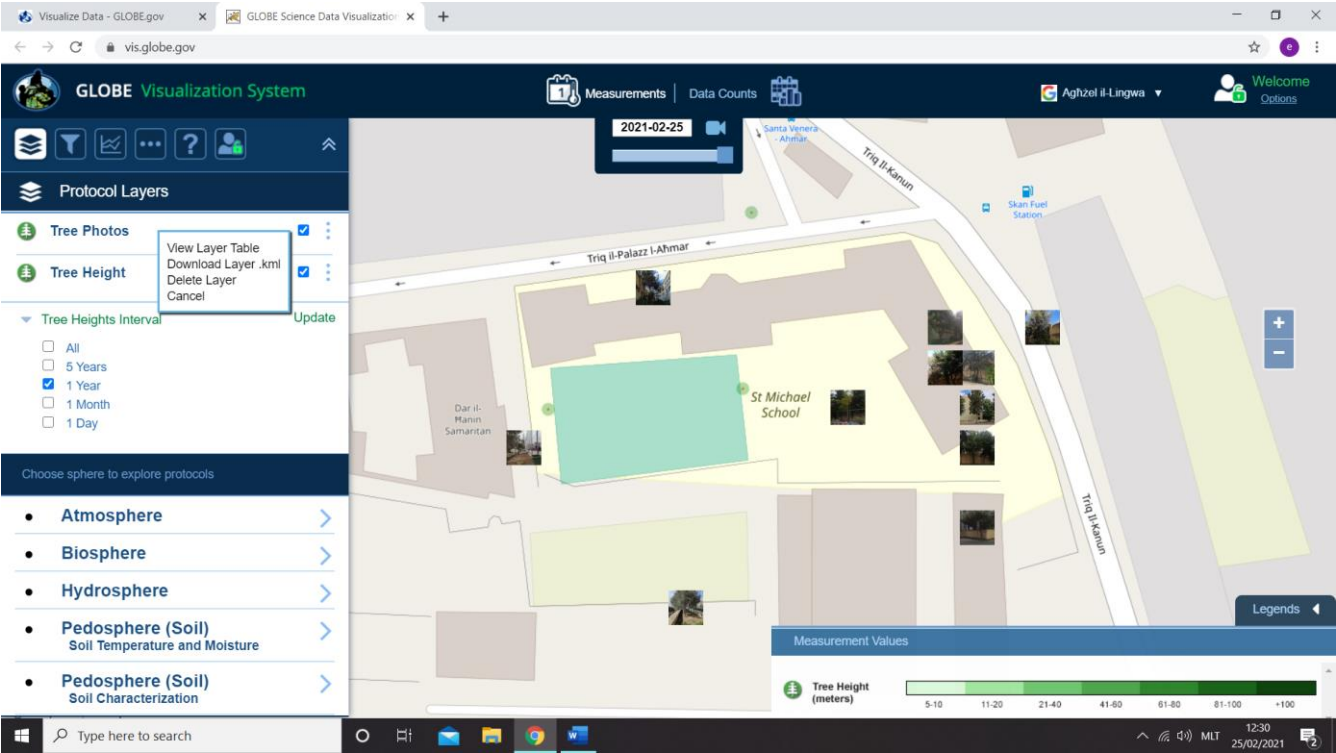 Visualize Data - GLOBE.gov
GLOBE Science Data Visualization
vis.globe.gov
e
GLOBE Visualization System
1
Measurements | Data Counts
G Agħżel il-Lingwa ▼
Welcome
Options
2021-02-25
?
Protocol Layers
Tree Photos
Tree Height
View Layer Table
Download Layer .kml
Delete Layer
Cancel
Tree Heights Interval
Update
All
5 Years
1 Year
1 Month
1 Day
Choose sphere to explore protocols
Atmosphere
Biosphere
Hydrosphere
Pedosphere (Soil)
Soil Temperature and Moisture
Pedosphere (Soil)
Soil Characterization
Santa Venera
- Ahmar
Triq Il-Kanun
Skan Fuel
Station
Triq il-Palazz l-Aħmar
St Michael
School
Dar il-
Ħanin
Samaritan
Triq Il-Kanun
+
−
Legends
Measurement Values
Tree Height
(meters)
5-10 11-20 21-40 41-60 61-80 81-100 +100
Type here to search
MLT
12:30
25/02/2021
2